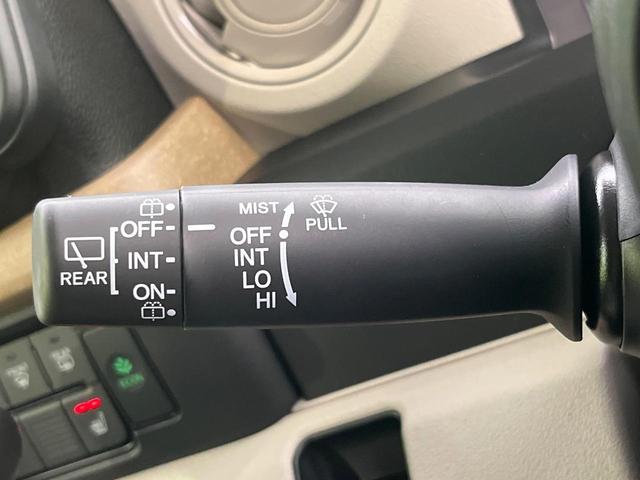 REAR
OFF
INT
ON
MIST
OFF
INT
LO
HI
PULL
ECON